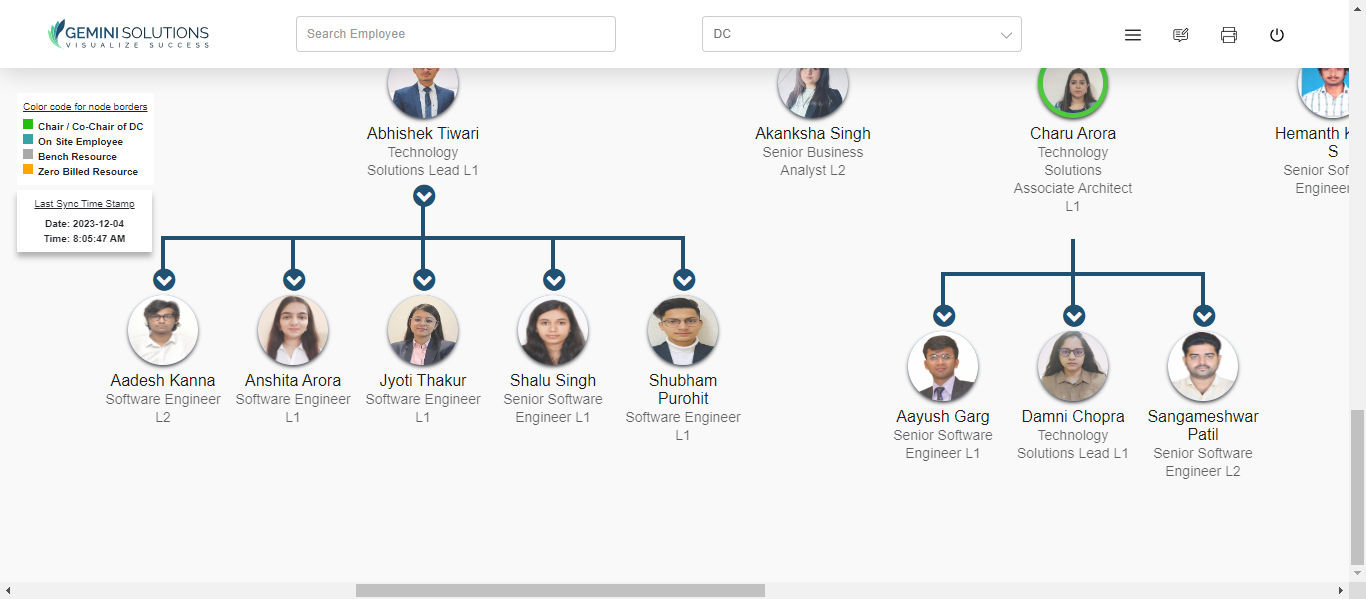 GEMINI SOLUTIONS
VISUALIZE SUCCESS
Search Employee
DC
Color code for node borders
Chair / Co-Chair of DC
On Site Employee
Bench Resource
Zero Billed Resource
Last Sync Time Stamp
Date: 2023-12-04
Time: 8:05:47 AM
Abhishek Tiwari
Technology
Solutions Lead L1
Akanksha Singh
Senior Business
Analyst L2
Charu Arora
Technology
Solutions
Associate Architect
L1
Hemanth K
S
Senior Sof
Engineer
Aadesh Kanna
Software Engineer
L2
Anshita Arora
Software Engineer
L1
Jyoti Thakur
Software Engineer
L1
Shalu Singh
Senior Software
Engineer L1
Shubham
Purohit
Software Engineer
L1
Aayush Garg
Senior Software
Engineer L1
Damni Chopra
Technology
Solutions Lead L1
Sangameshwar
Patil
Senior Software
Engineer L2